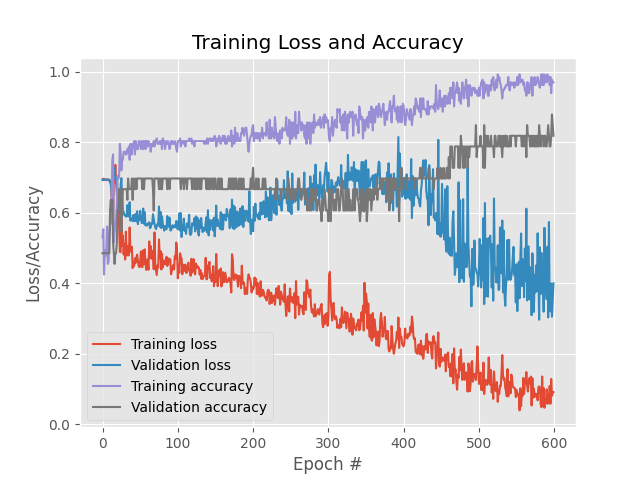 Training Loss and Accuracy
1.0
0.8
0.6
0.4
0.2
0.0
Loss/Accuracy
Training loss
Validation loss
Training accuracy
Validation accuracy
0 100 200 300 400 500 600
Epoch #